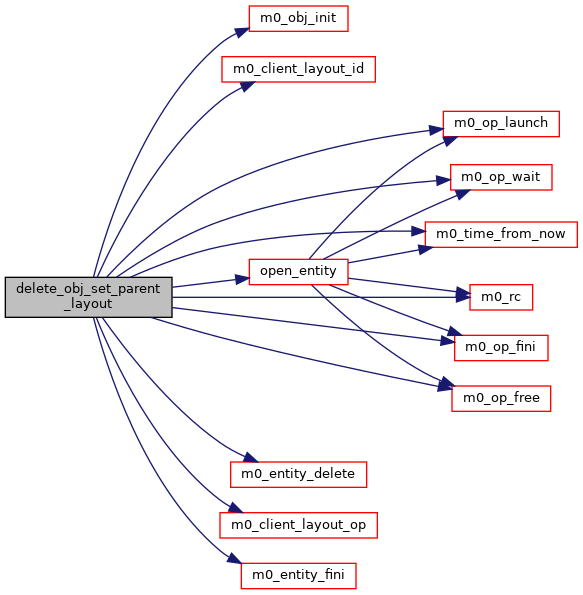 m0_obj_init
m0_client_layout_id
m0_op_launch
m0_op_wait
m0_time_from_now
open_entity
delete_obj_set_parent
_layout
m0_rc
m0_op_fini
m0_op_free
m0_entity_delete
m0_client_layout_op
m0_entity_fini